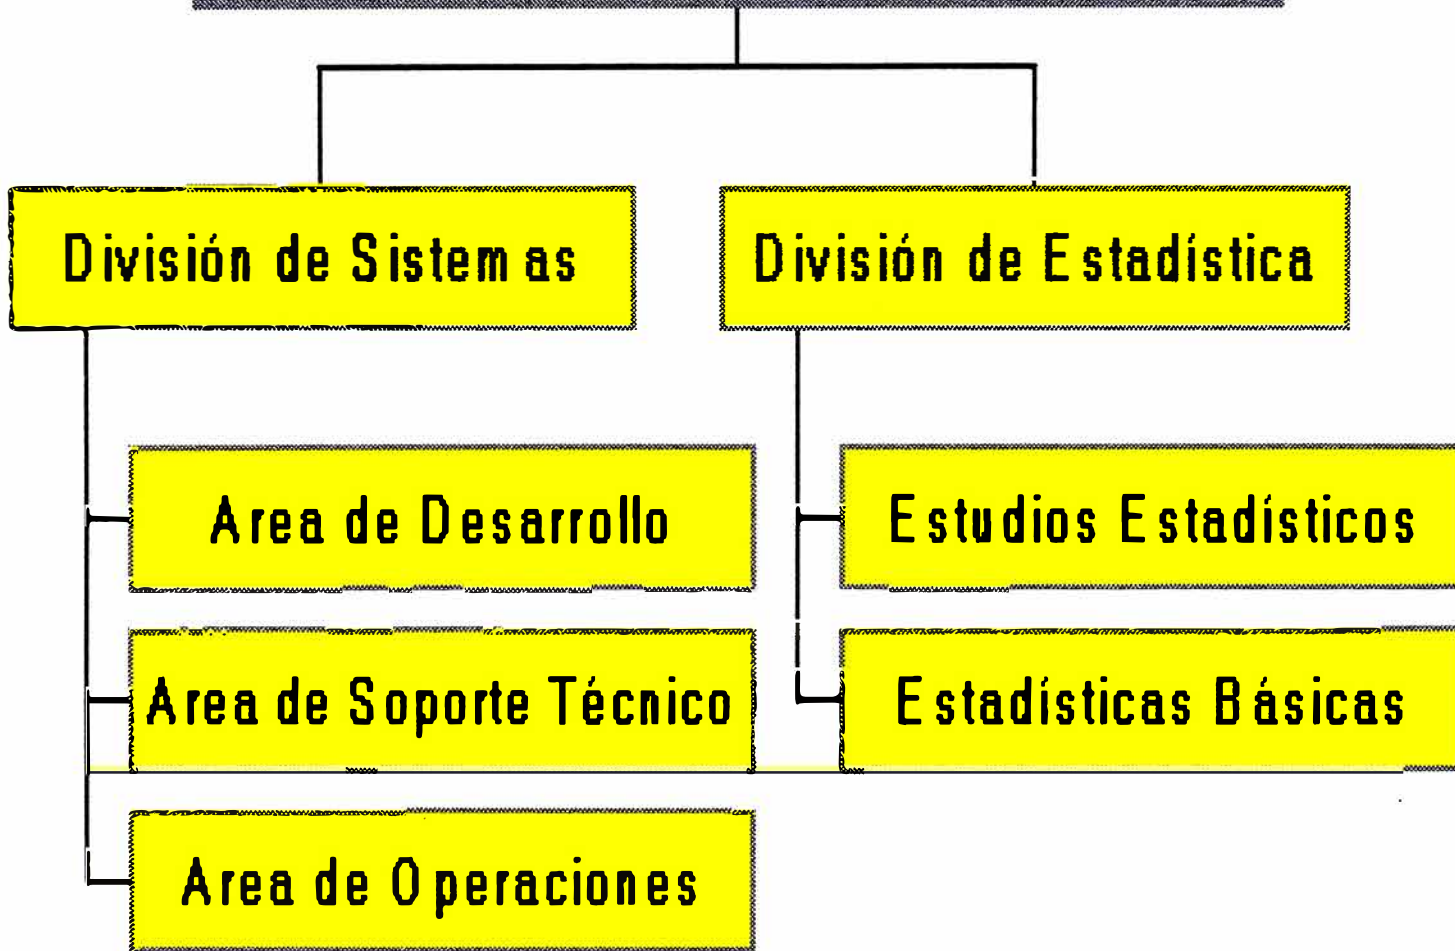 División de Sistemas
División de Estadística
Area de Desarrollo
Estudios Estadísticos
Area de Soporte Técnico
Estadísticas Básicas
Area de Operaciones